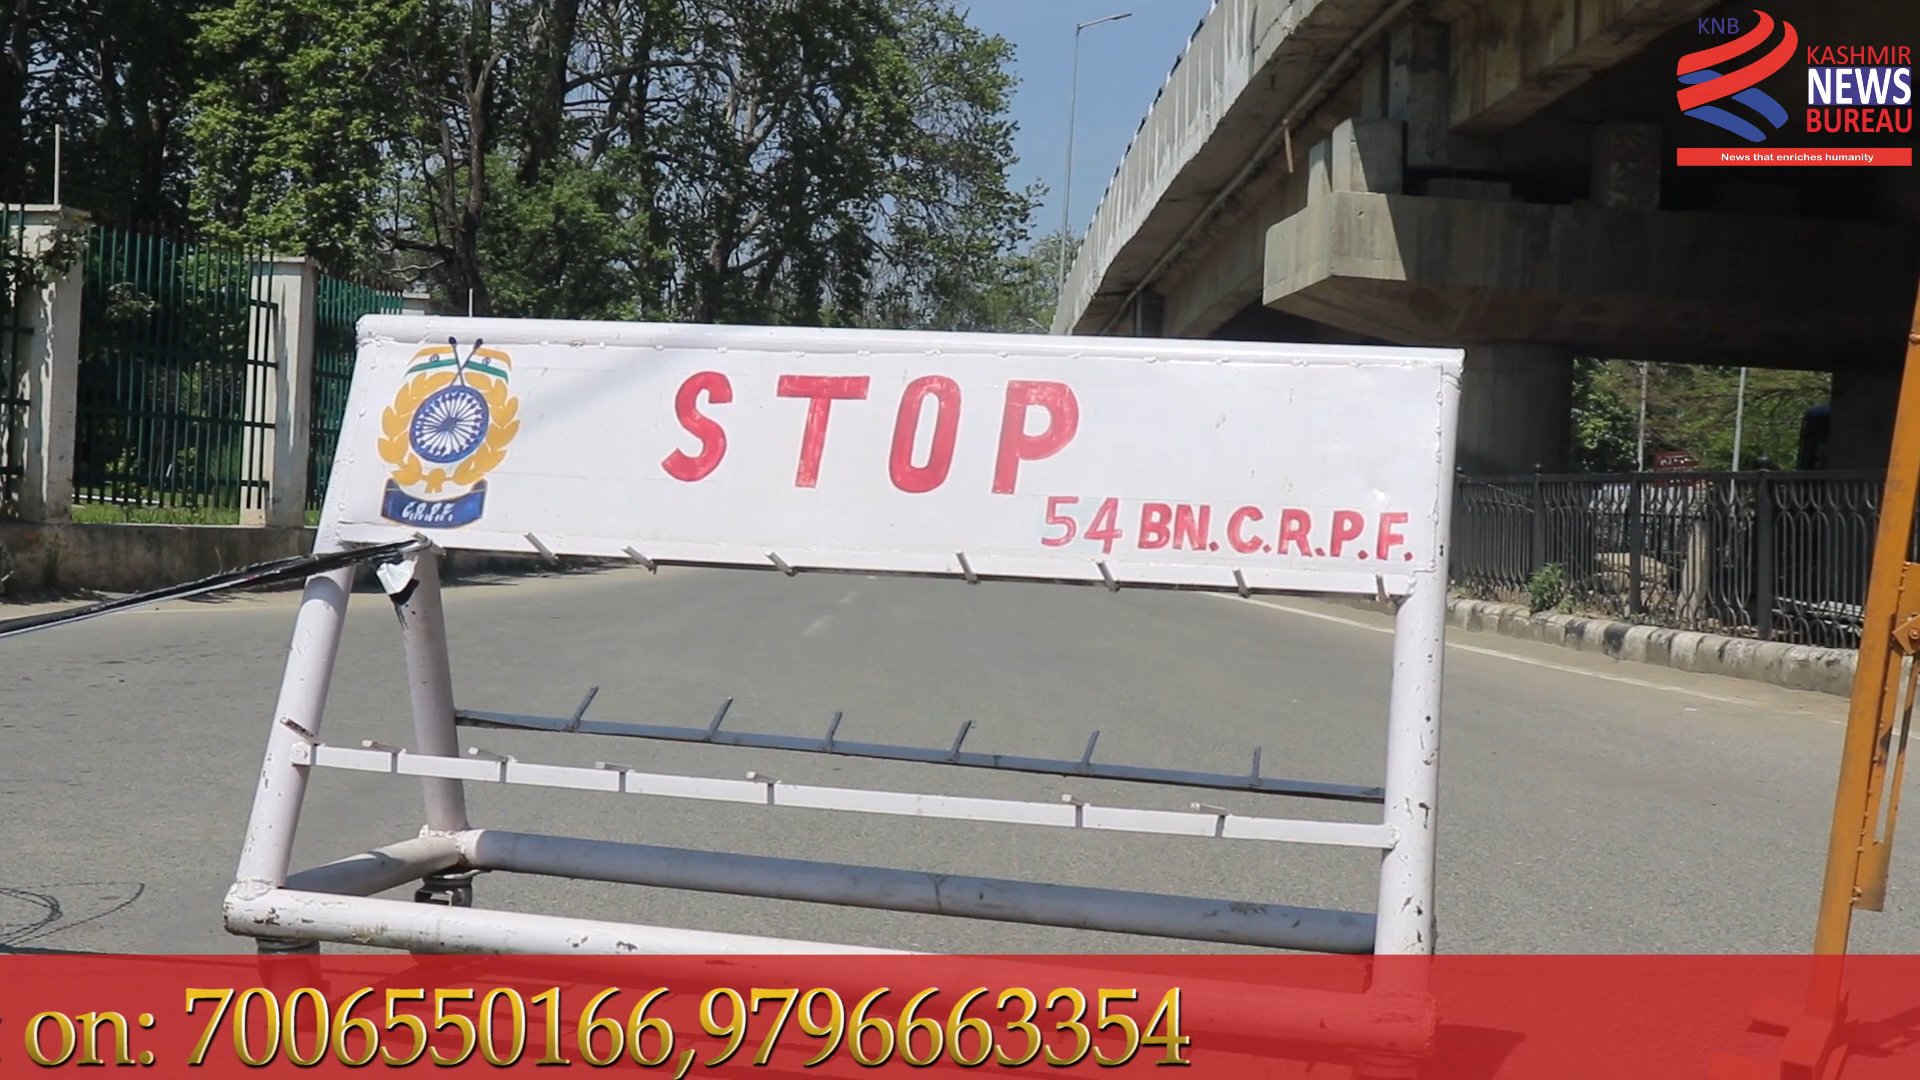 KNB
KASHMIR
NEWS
BUREAU
News that enriches humanity
STOP
54 BN. C.R.P.F.
C.R.P.F.
on: 7006550166,9796663354